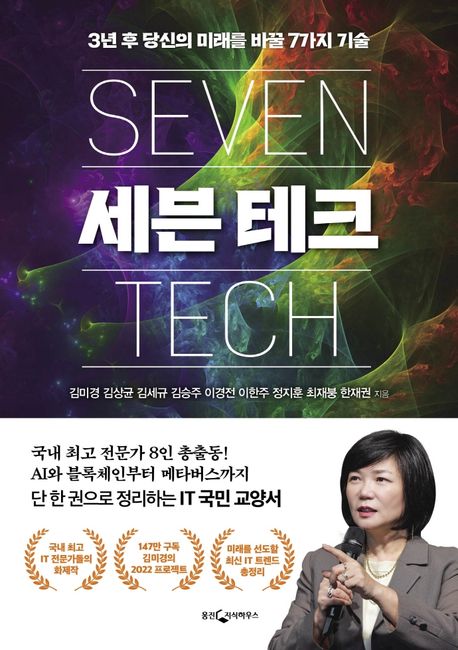 3년 후 당신의 미래를 바꿀 7가지 기술
SEVEN
세븐 테크
TECH
김미경 김상균 김세규 김승주 이경전 이한주 정지훈 최재붕 한재권 지음
국내 최고 전문가 8인 총출동!
AI와 블록체인부터 메타버스까지
단 한 권으로 정리하는 IT 국민 교양서
국내 최고
IT 전문가들의
화제작
147만 구독
김미경의
2022 프로젝트
미래를 선도할
최신 IT 트렌드
총정리
웅진 지식하우스